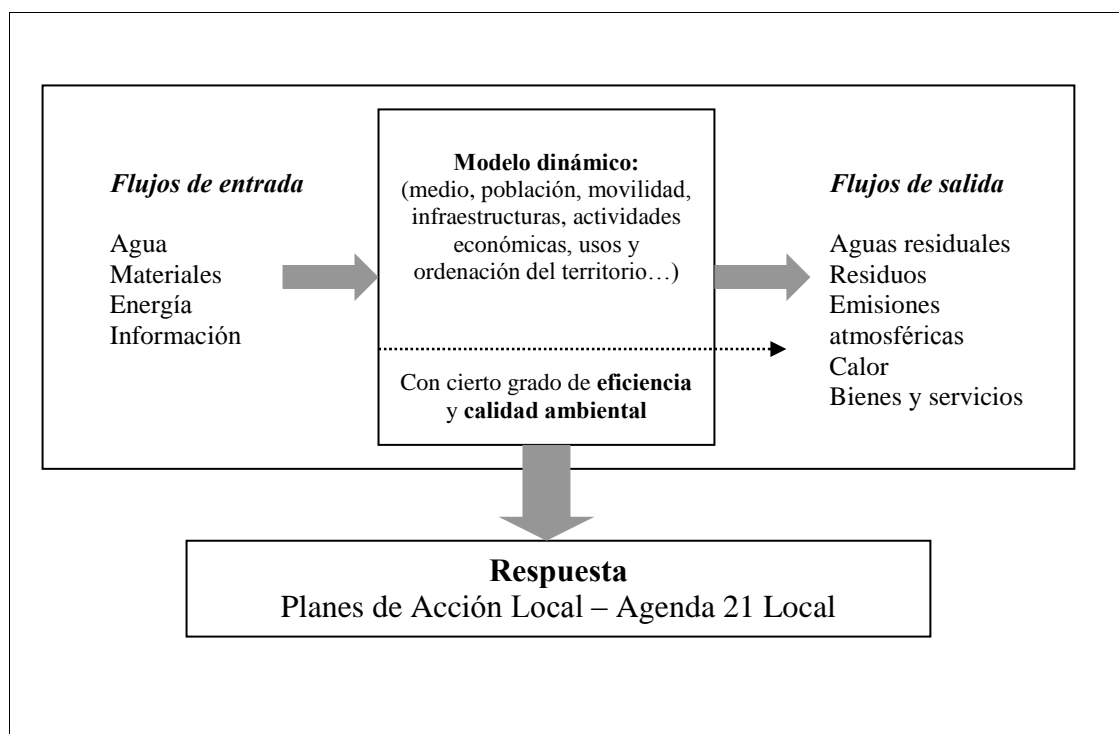 Flujos de entrada
Agua
Materiales
Energía
Información
Modelo dinámico:
(medio, población, movilidad,
infraestructuras, actividades
económicas, usos y
ordenación del territorio…)
Con cierto grado de eficiencia
y calidad ambiental
Flujos de salida
Aguas residuales
Residuos
Emisiones
atmosféricas
Calor
Bienes y servicios
Respuesta
Planes de Acción Local – Agenda 21 Local